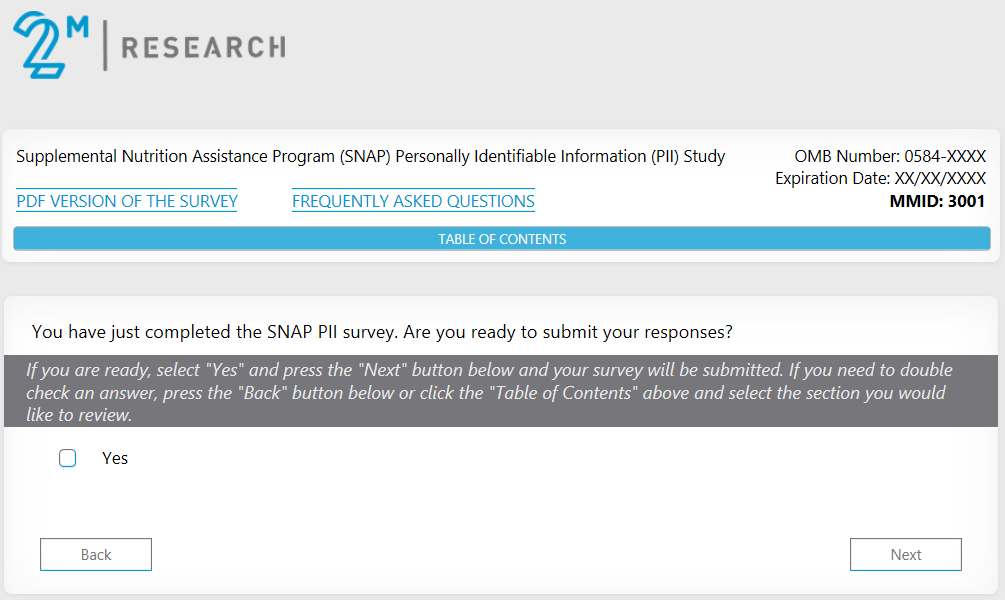 2M RESEARCH
Supplemental Nutrition Assistance Program (SNAP) Personally Identifiable Information (PII) Study
OMB Number: 0584-XXXX
Expiration Date: XX/XX/XXXX
PDF VERSION OF THE SURVEY FREQUENTLY ASKED QUESTIONS
MMID: 3001
TABLE OF CONTENTS
You have just completed the SNAP PII survey. Are you ready to submit your responses?
If you are ready, select "Yes" and press the "Next" button below and your survey will be submitted. If you need to double
check an answer, press the "Back" button below or click the "Table of Contents" above and select the section you would
like to review.
Yes
Back Next